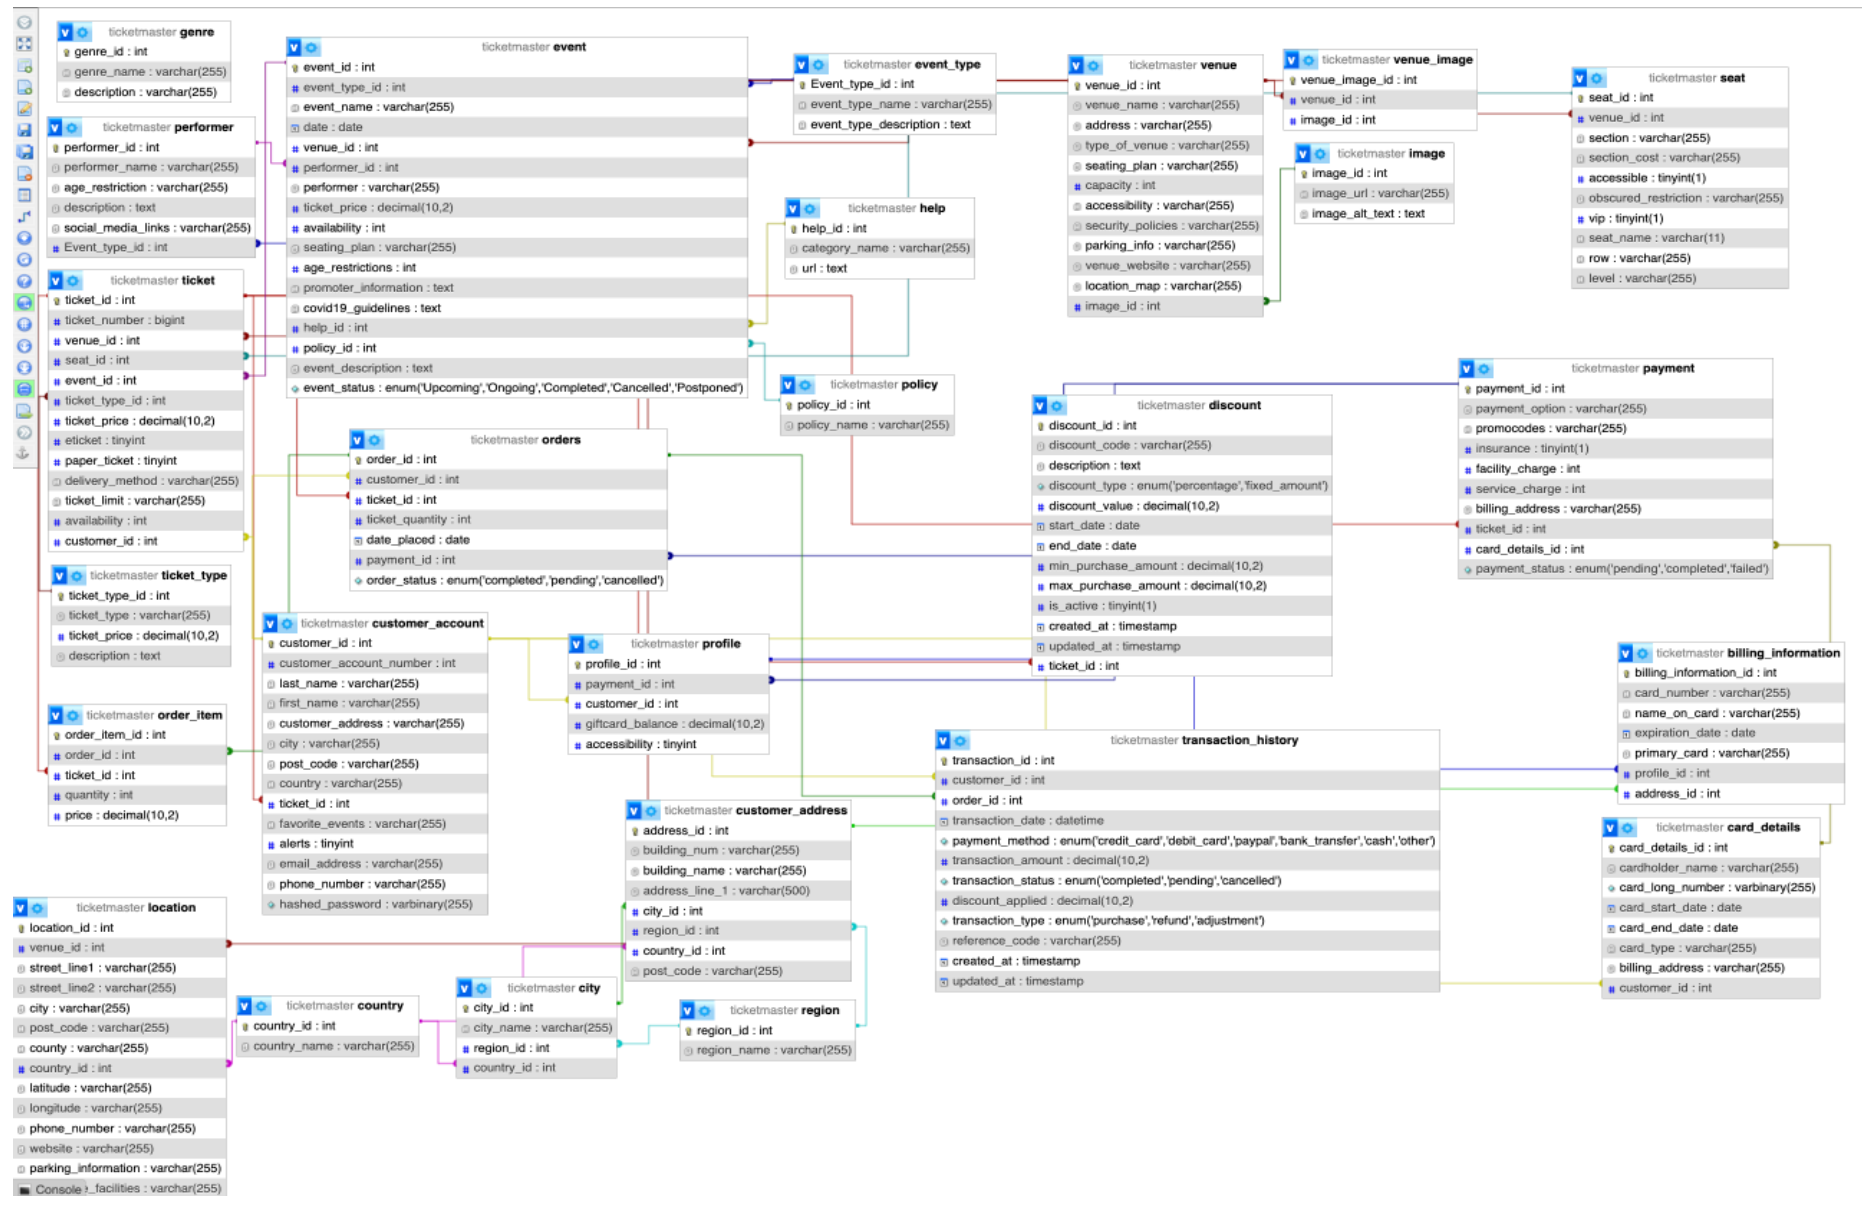 ticketmaster genre
genre_id : int
genre_name : varchar(255)
description : varchar(255)
ticketmaster performer
performer_id : int
performer_name : varchar(255)
age_restriction : varchar(255)
description : text
social_media_links : varchar(255)
Event_type_id : int
ticketmaster ticket
ticket_id : int
ticket_number : bigint
venue_id : int
seat_id : int
event_id : int
ticket_type_id : int
ticket_price : decimal(10,2)
eticket : tinyint
paper_ticket : tinyint
delivery_method : varchar(255)
ticket_limit : varchar(255)
availability : int
customer_id : int
ticketmaster ticket_type
ticket_type_id : int
ticket_type : varchar(255)
ticket_price : decimal(10,2)
description : text
ticketmaster order_item
order_item_id : int
order_id : int
ticket_id : int
quantity : int
price : decimal(10,2)
ticketmaster location
location_id : int
venue_id : int
street_line1 : varchar(255)
street_line2 : varchar(255)
city : varchar(255)
post_code : varchar(255)
county : varchar(255)
country_id : int
latitude : varchar(255)
longitude : varchar(255)
phone_number : varchar(255)
website : varchar(255)
parking_information : varchar(255)
Console
_facilities : varchar(255)
ticketmaster event
event_id : int
event_type_id : int
event_name : varchar(255)
date : date
venue_id : int
performer_id : int
performer : varchar(255)
ticket_price : decimal(10,2)
availability : int
seating_plan : varchar(255)
age_restrictions : int
promoter_information : text
covid19_guidelines : text
help_id : int
policy_id : int
event_description : text
event_status : enum('Upcoming','Ongoing','Completed','Cancelled','Postponed')
ticketmaster orders
order_id : int
customer_id : int
ticket_id : int
ticket_quantity : int
date_placed : date
payment_id : int
order_status : enum('completed','pending','cancelled')
ticketmaster customer_account
customer_id : int
customer_account_number : int
last_name : varchar(255)
first_name : varchar(255)
customer_address : varchar(255)
city : varchar(255)
post_code : varchar(255)
country : varchar(255)
ticket_id : int
favorite_events : varchar(255)
alerts : tinyint
email_address : varchar(255)
phone_number : varchar(255)
hashed_password : varbinary(255)
ticketmaster country
country_id : int
country_name : varchar(255)
ticketmaster city
city_id : int
city_name : varchar(255)
region_id : int
country_id : int
ticketmaster profile
profile_id : int
payment_id : int
customer_id : int
giftcard_balance : decimal(10,2)
accessibility : tinyint
ticketmaster customer_address
address_id : int
building_num : varchar(255)
building_name : varchar(255)
address_line_1 : varchar(500)
city_id : int
region_id : int
country_id : int
post_code : varchar(255)
ticketmaster region
region_id : int
region_name : varchar(255)
ticketmaster event_type
Event_type_id : int
event_type_name : varchar(255)
event_type_description : text
ticketmaster help
help_id : int
category_name : varchar(255)
url : text
ticketmaster policy
policy_id : int
policy_name : varchar(255)
ticketmaster venue
venue_id : int
venue_name : varchar(255)
address : varchar(255)
type_of_venue : varchar(255)
seating_plan : varchar(255)
capacity : int
accessibility : varchar(255)
security_policies : varchar(255)
parking_info : varchar(255)
venue_website : varchar(255)
location_map : varchar(255)
image_id : int
ticketmaster venue_image
venue_image_id : int
venue_id : int
image_id : int
ticketmaster image
image_id : int
image_url : varchar(255)
image_alt_text : text
ticketmaster seat
seat_id : int
venue_id : int
section : varchar(255)
section_cost : varchar(255)
accessible : tinyint(1)
obscured_restriction : varchar(255)
vip : tinyint(1)
seat_name : varchar(11)
row : varchar(255)
level : varchar(255)
ticketmaster discount
discount_id : int
discount_code : varchar(255)
description : text
discount_type : enum('percentage','fixed_amount')
discount_value : decimal(10,2)
start_date : date
end_date : date
min_purchase_amount : decimal(10,2)
max_purchase_amount : decimal(10,2)
is_active : tinyint(1)
created_at : timestamp
updated_at : timestamp
ticket_id : int
ticketmaster payment
payment_id : int
payment_option : varchar(255)
promocodes : varchar(255)
insurance : tinyint(1)
facility_charge : int
service_charge : int
billing_address : varchar(255)
ticket_id : int
card_details_id : int
payment_status : enum('pending','completed','failed')
ticketmaster transaction_history
transaction_id : int
customer_id : int
order_id : int
transaction_date : datetime
payment_method : enum('credit_card','debit_card','paypal','bank_transfer','cash','other')
transaction_amount : decimal(10,2)
transaction_status : enum('completed','pending','cancelled')
discount_applied : decimal(10,2)
transaction_type : enum('purchase','refund','adjustment')
reference_code : varchar(255)
created_at : timestamp
updated_at : timestamp
ticketmaster billing_information
billing_information_id : int
card_number : varchar(255)
name_on_card : varchar(255)
expiration_date : date
primary_card : varchar(255)
profile_id : int
address_id : int
ticketmaster card_details
card_details_id : int
cardholder_name : varchar(255)
card_long_number : varbinary(255)
card_start_date : date
card_end_date : date
card_type : varchar(255)
billing_address : varchar(255)
customer_id : int